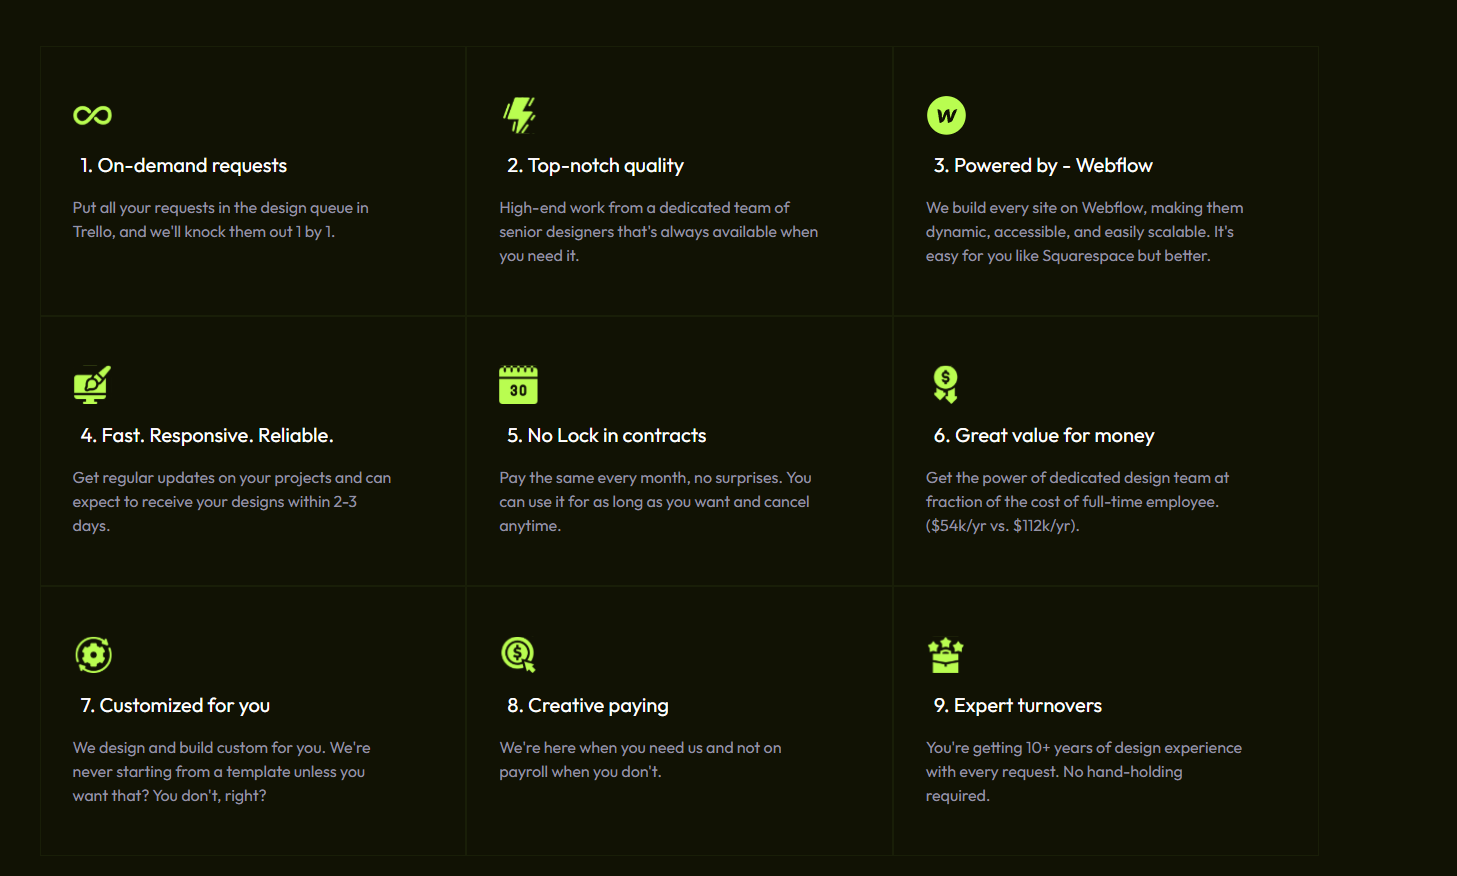 1. On-demand requests
Put all your requests in the design queue in
Trello, and we'll knock them out 1 by 1.
2. Top-notch quality
High-end work from a dedicated team of
senior designers that's always available when
you need it.
W
3. Powered by - Webflow
We build every site on Webflow, making them
dynamic, accessible, and easily scalable. It's
easy for you like Squarespace but better.
4. Fast. Responsive. Reliable.
Get regular updates on your projects and can
expect to receive your designs within 2-3
days.
30
5. No Lock in contracts
Pay the same every month, no surprises. You
can use it for as long as you want and cancel
anytime.
$
6. Great value for money
Get the power of dedicated design team at
fraction of the cost of full-time employee.
($54k/yr vs. $112k/yr).
7. Customized for you
We design and build custom for you. We're
never starting from a template unless you
want that? You don't, right?
$
8. Creative paying
We're here when you need us and not on
payroll when you don't.
9. Expert turnovers
You're getting 10+ years of design experience
with every request. No hand-holding
required.